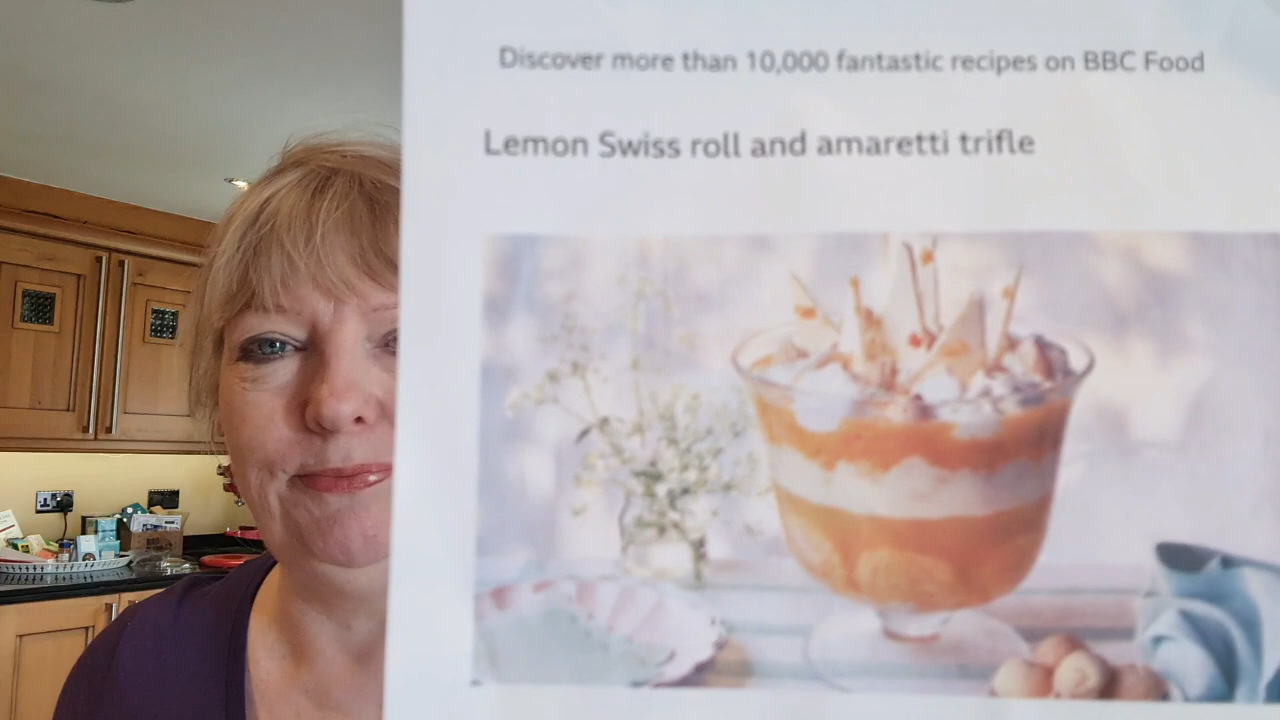 Discover more than 10,000 fantastic recipes on BBC Food
Lemon Swiss roll and amaretti trifle